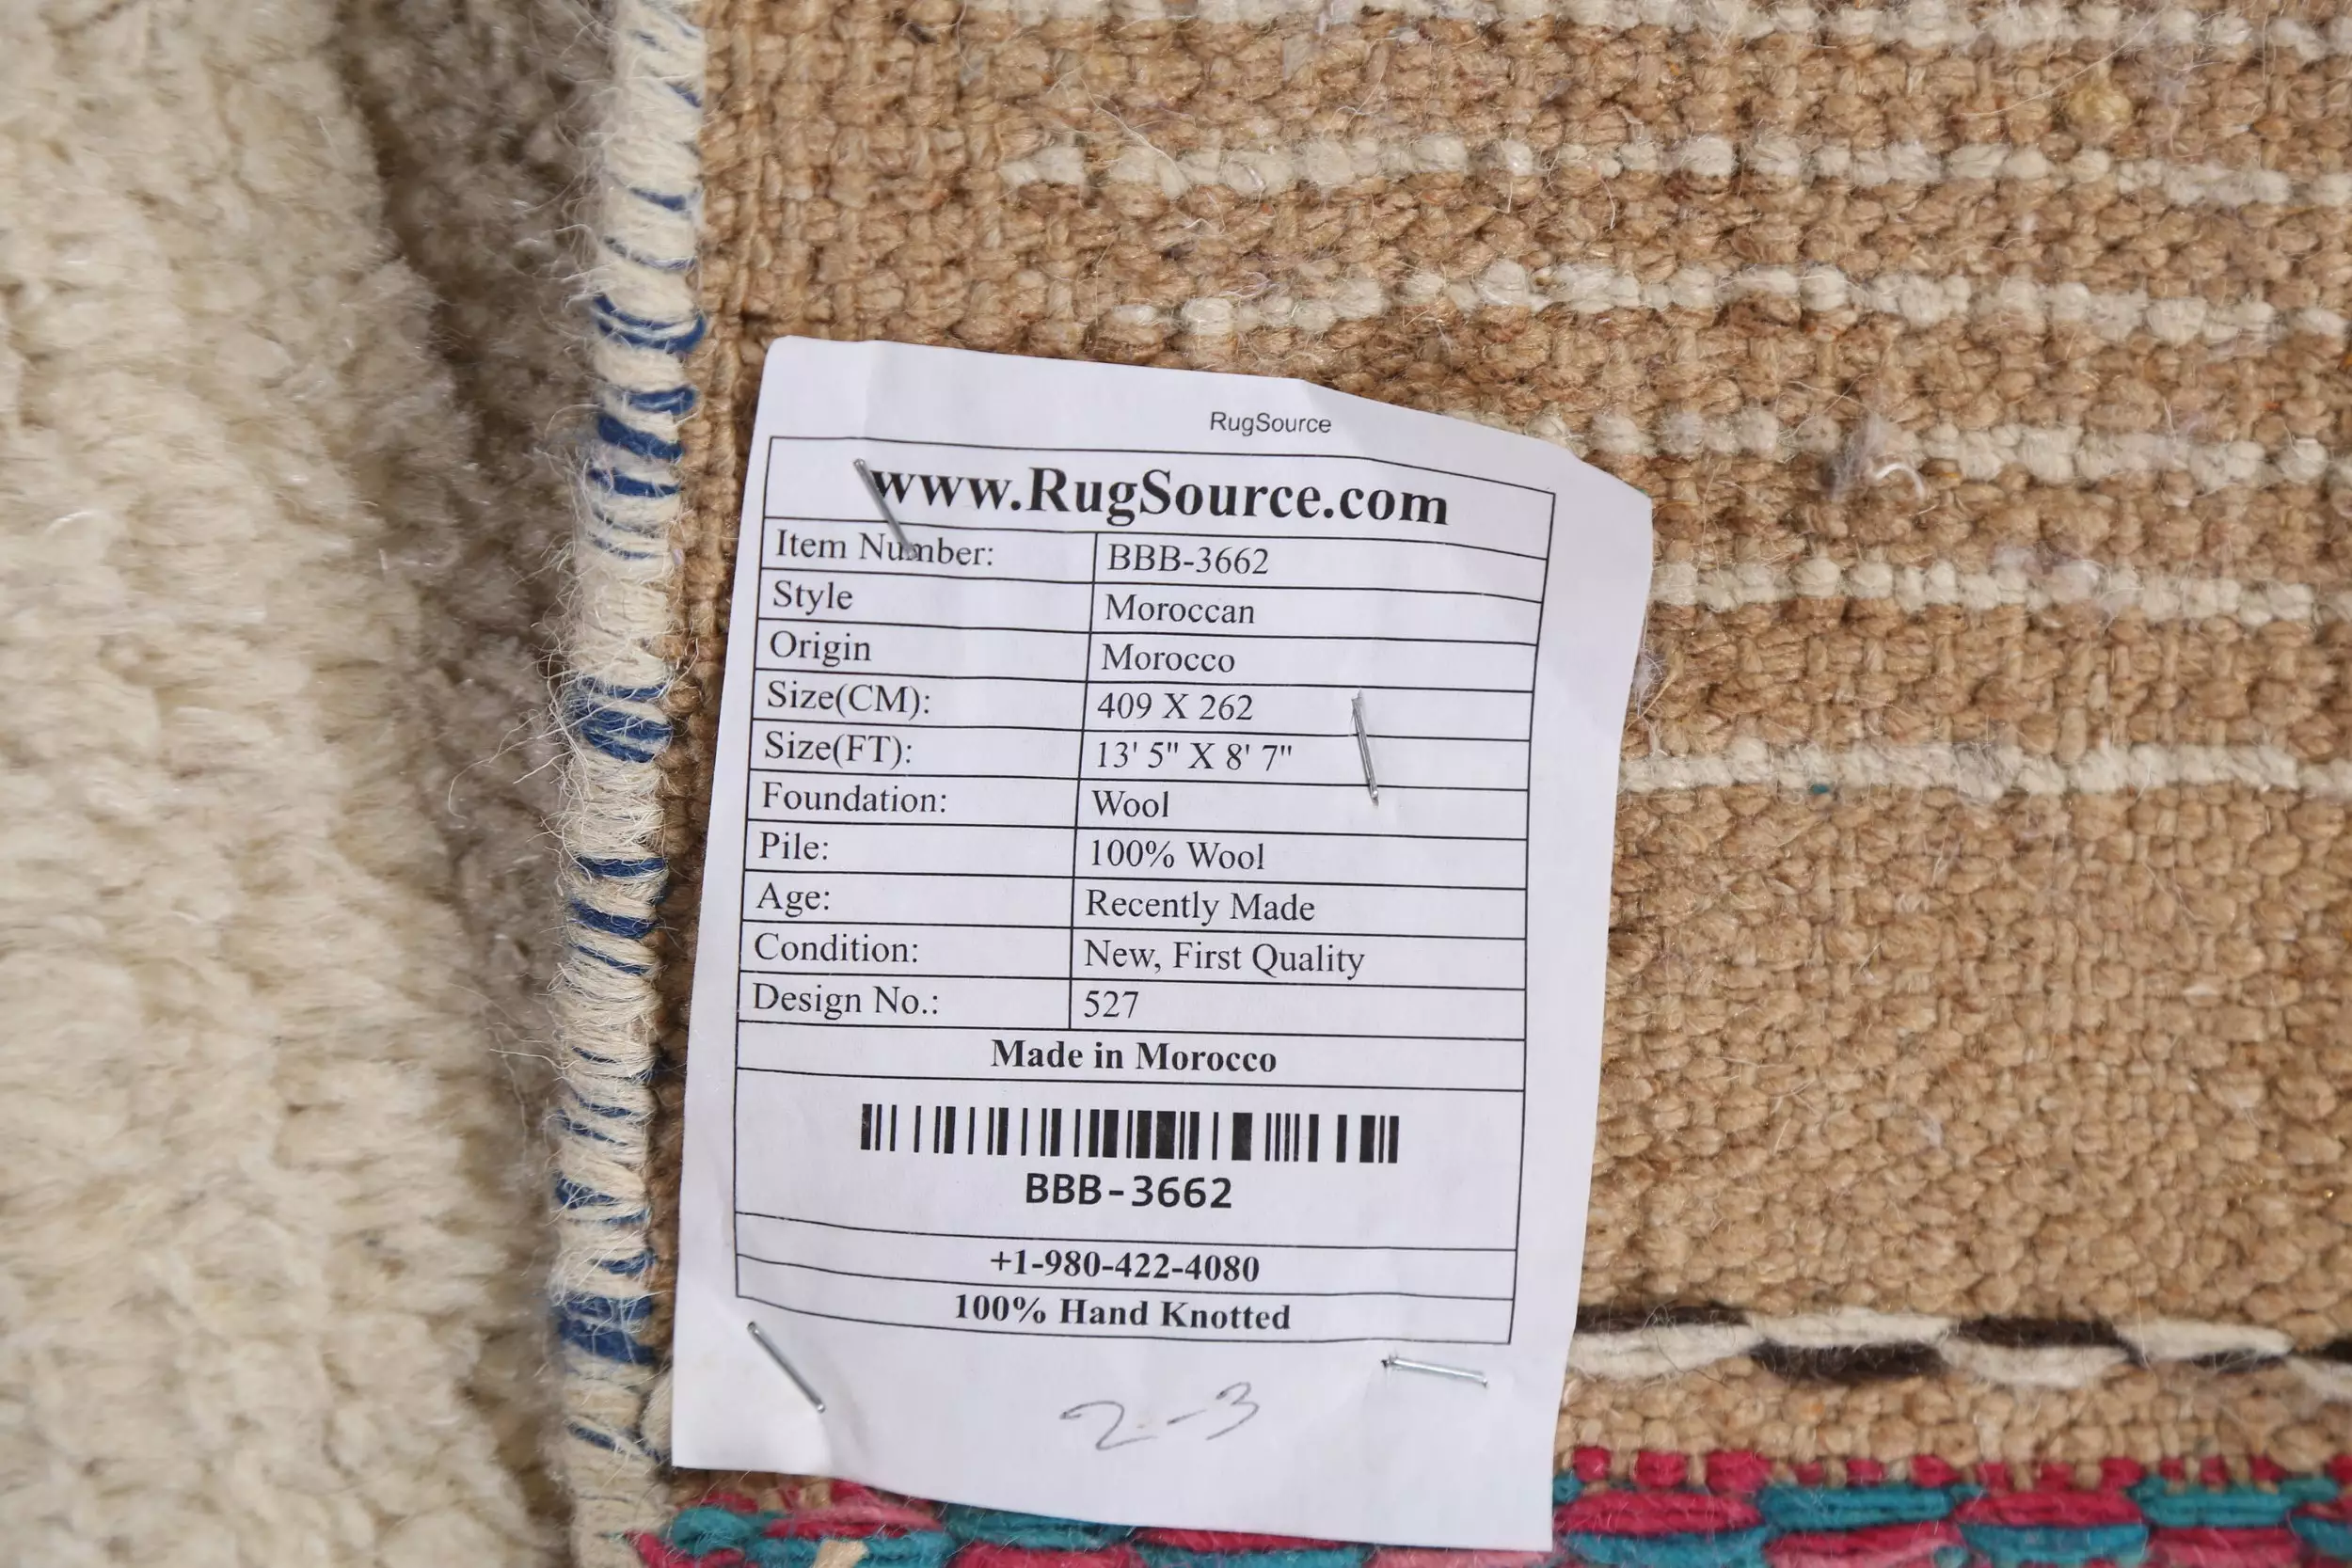 RugSource
www.RugSource.com
Item Number: BBB-3662
Style Moroccan
Origin Morocco
Size(CM): 409 X 262
Size(FT): 13' 5" X 8' 7"
Foundation: Wool
Pile: 100% Wool
Age: Recently Made
Condition: New, First Quality
Design No.: 527
Made in Morocco
BBB-3662
+1-980-422-4080
100% Hand Knotted
2-3